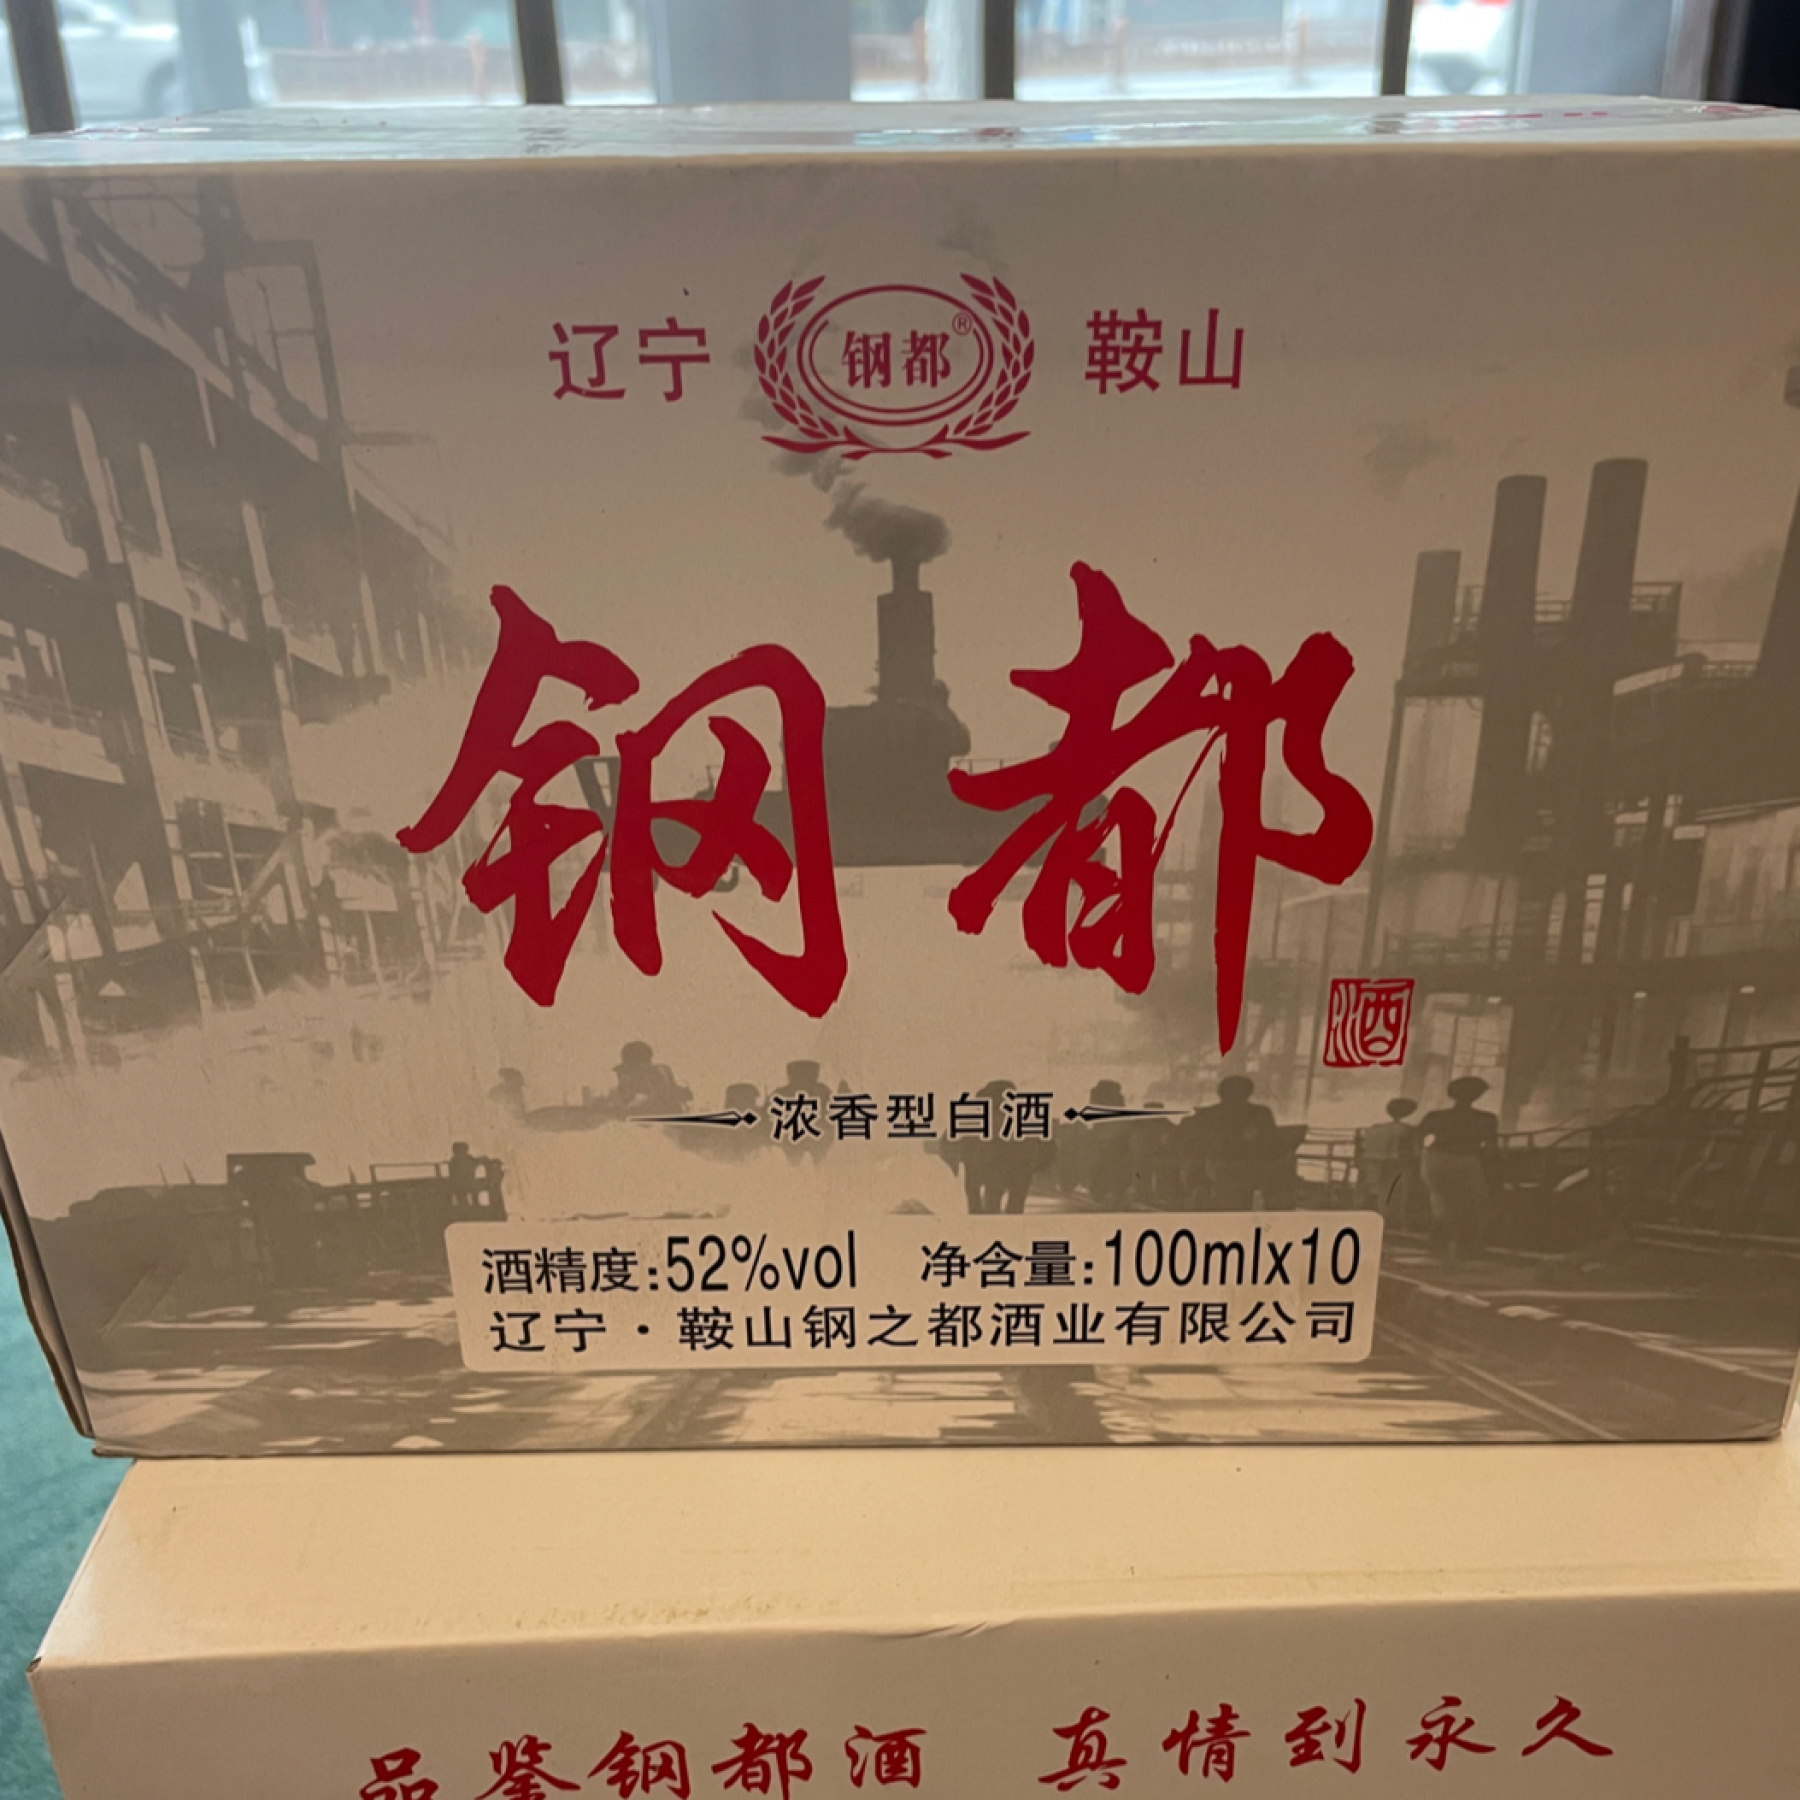 辽宁 钢都® 鞍山
钢都
酒
浓香型白酒
酒精度:52%vol 净含量:100mlx10
辽宁·鞍山钢之都酒业有限公司
品鉴钢都酒 真情到永久